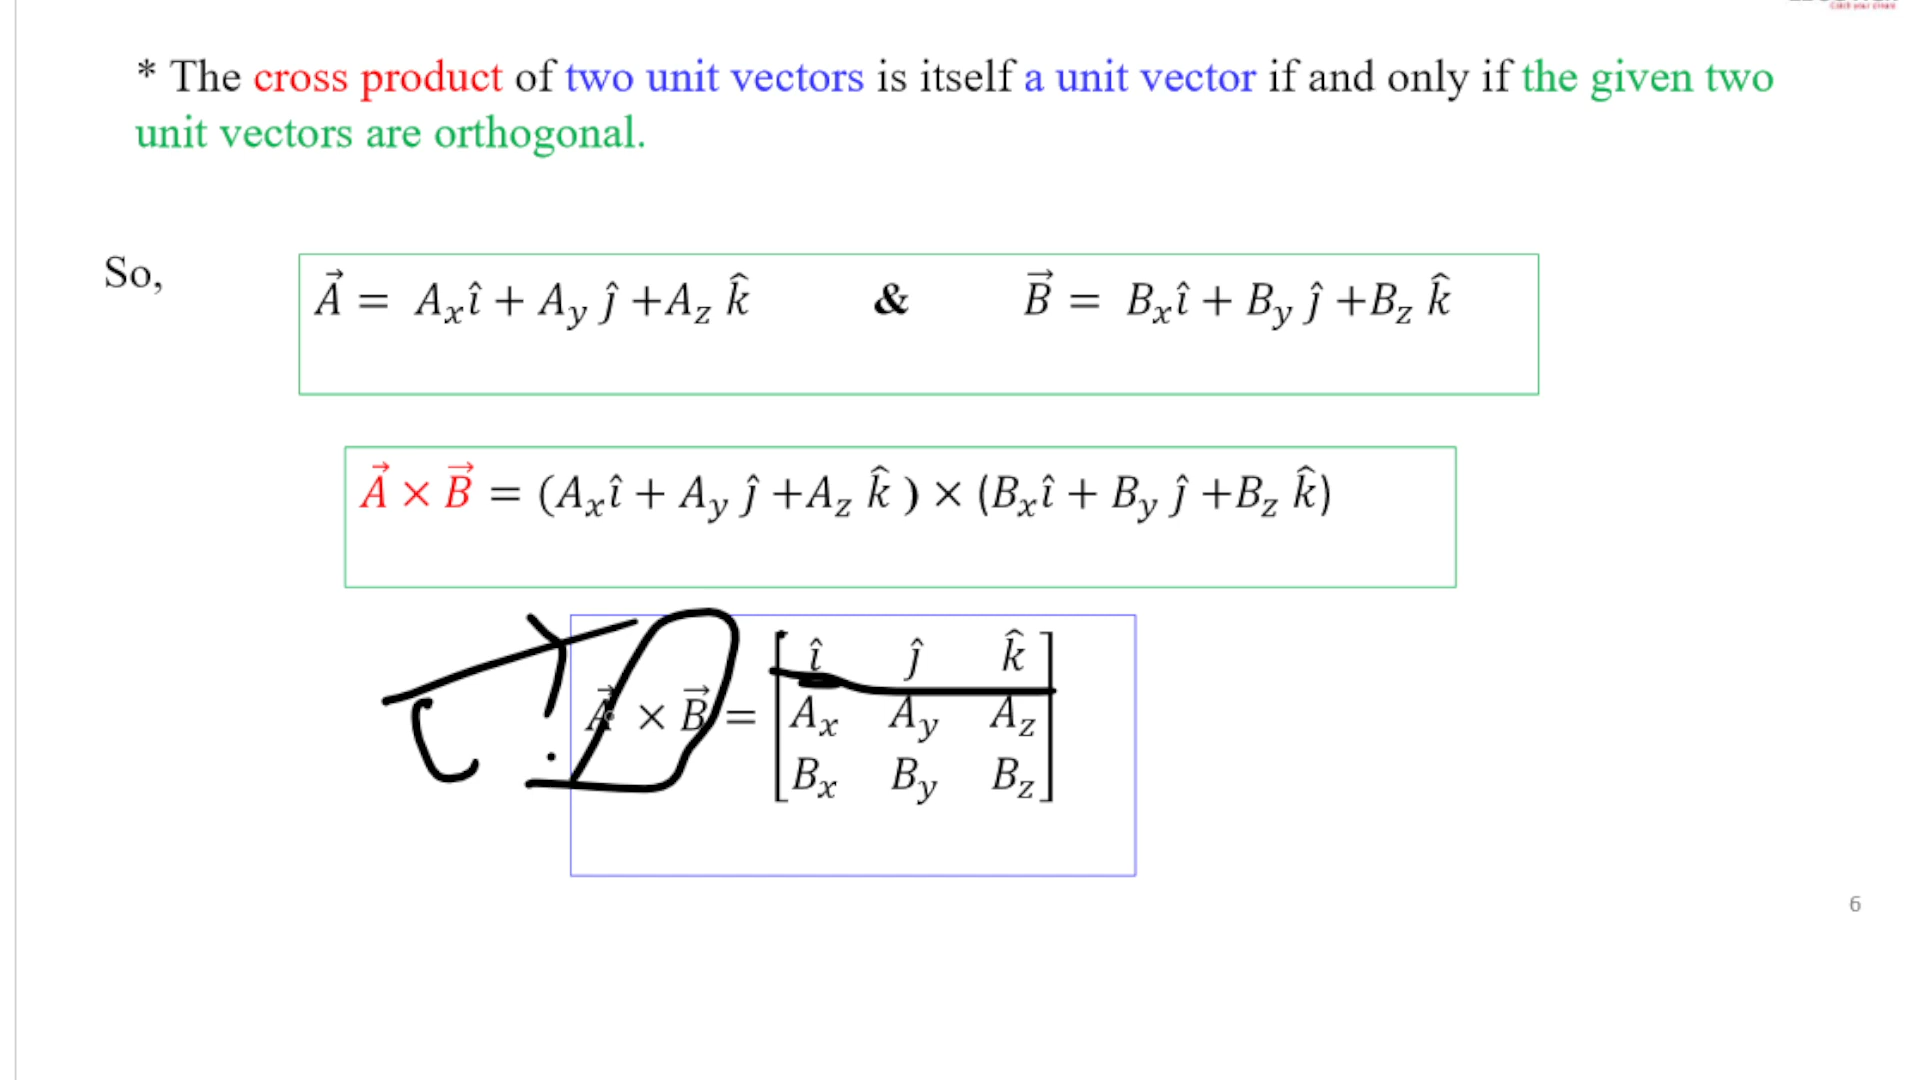 * The cross product of two unit vectors is itself a unit vector if and only if the given two
unit vectors are orthogonal.
So,
A⃗ = Aₓî + A_y ĵ +A_z k̂ & B⃗ = Bₓî + B_y ĵ +B_z k̂
A⃗ × B⃗ = (Aₓî + A_y ĵ +A_z k̂ ) × (Bₓî + B_y ĵ +B_z k̂)
î ĵ k̂
A⃗ × B⃗ = [Aₓ A_y A_z]
Bₓ B_y B_z
6